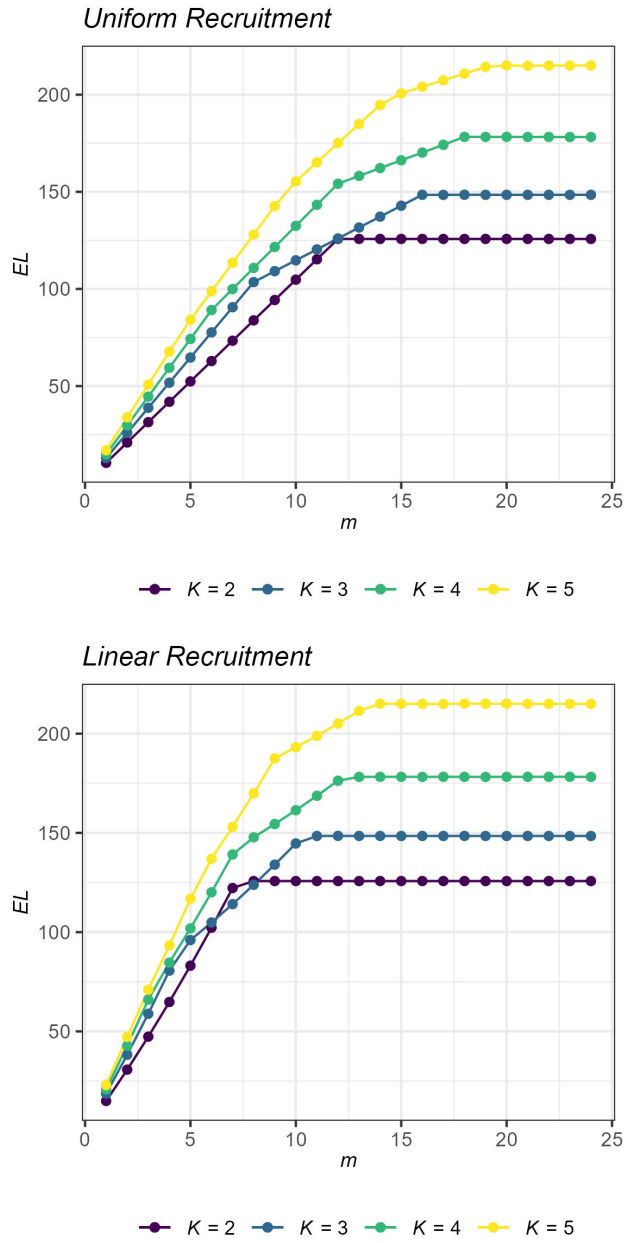 Uniform Recruitment
200
150
100
50
EL
0 5 10 15 20 25
m
K = 2 K = 3 K = 4 K = 5
Linear Recruitment
200
150
100
50
EL
0 5 10 15 20 25
m
K = 2 K = 3 K = 4 K = 5